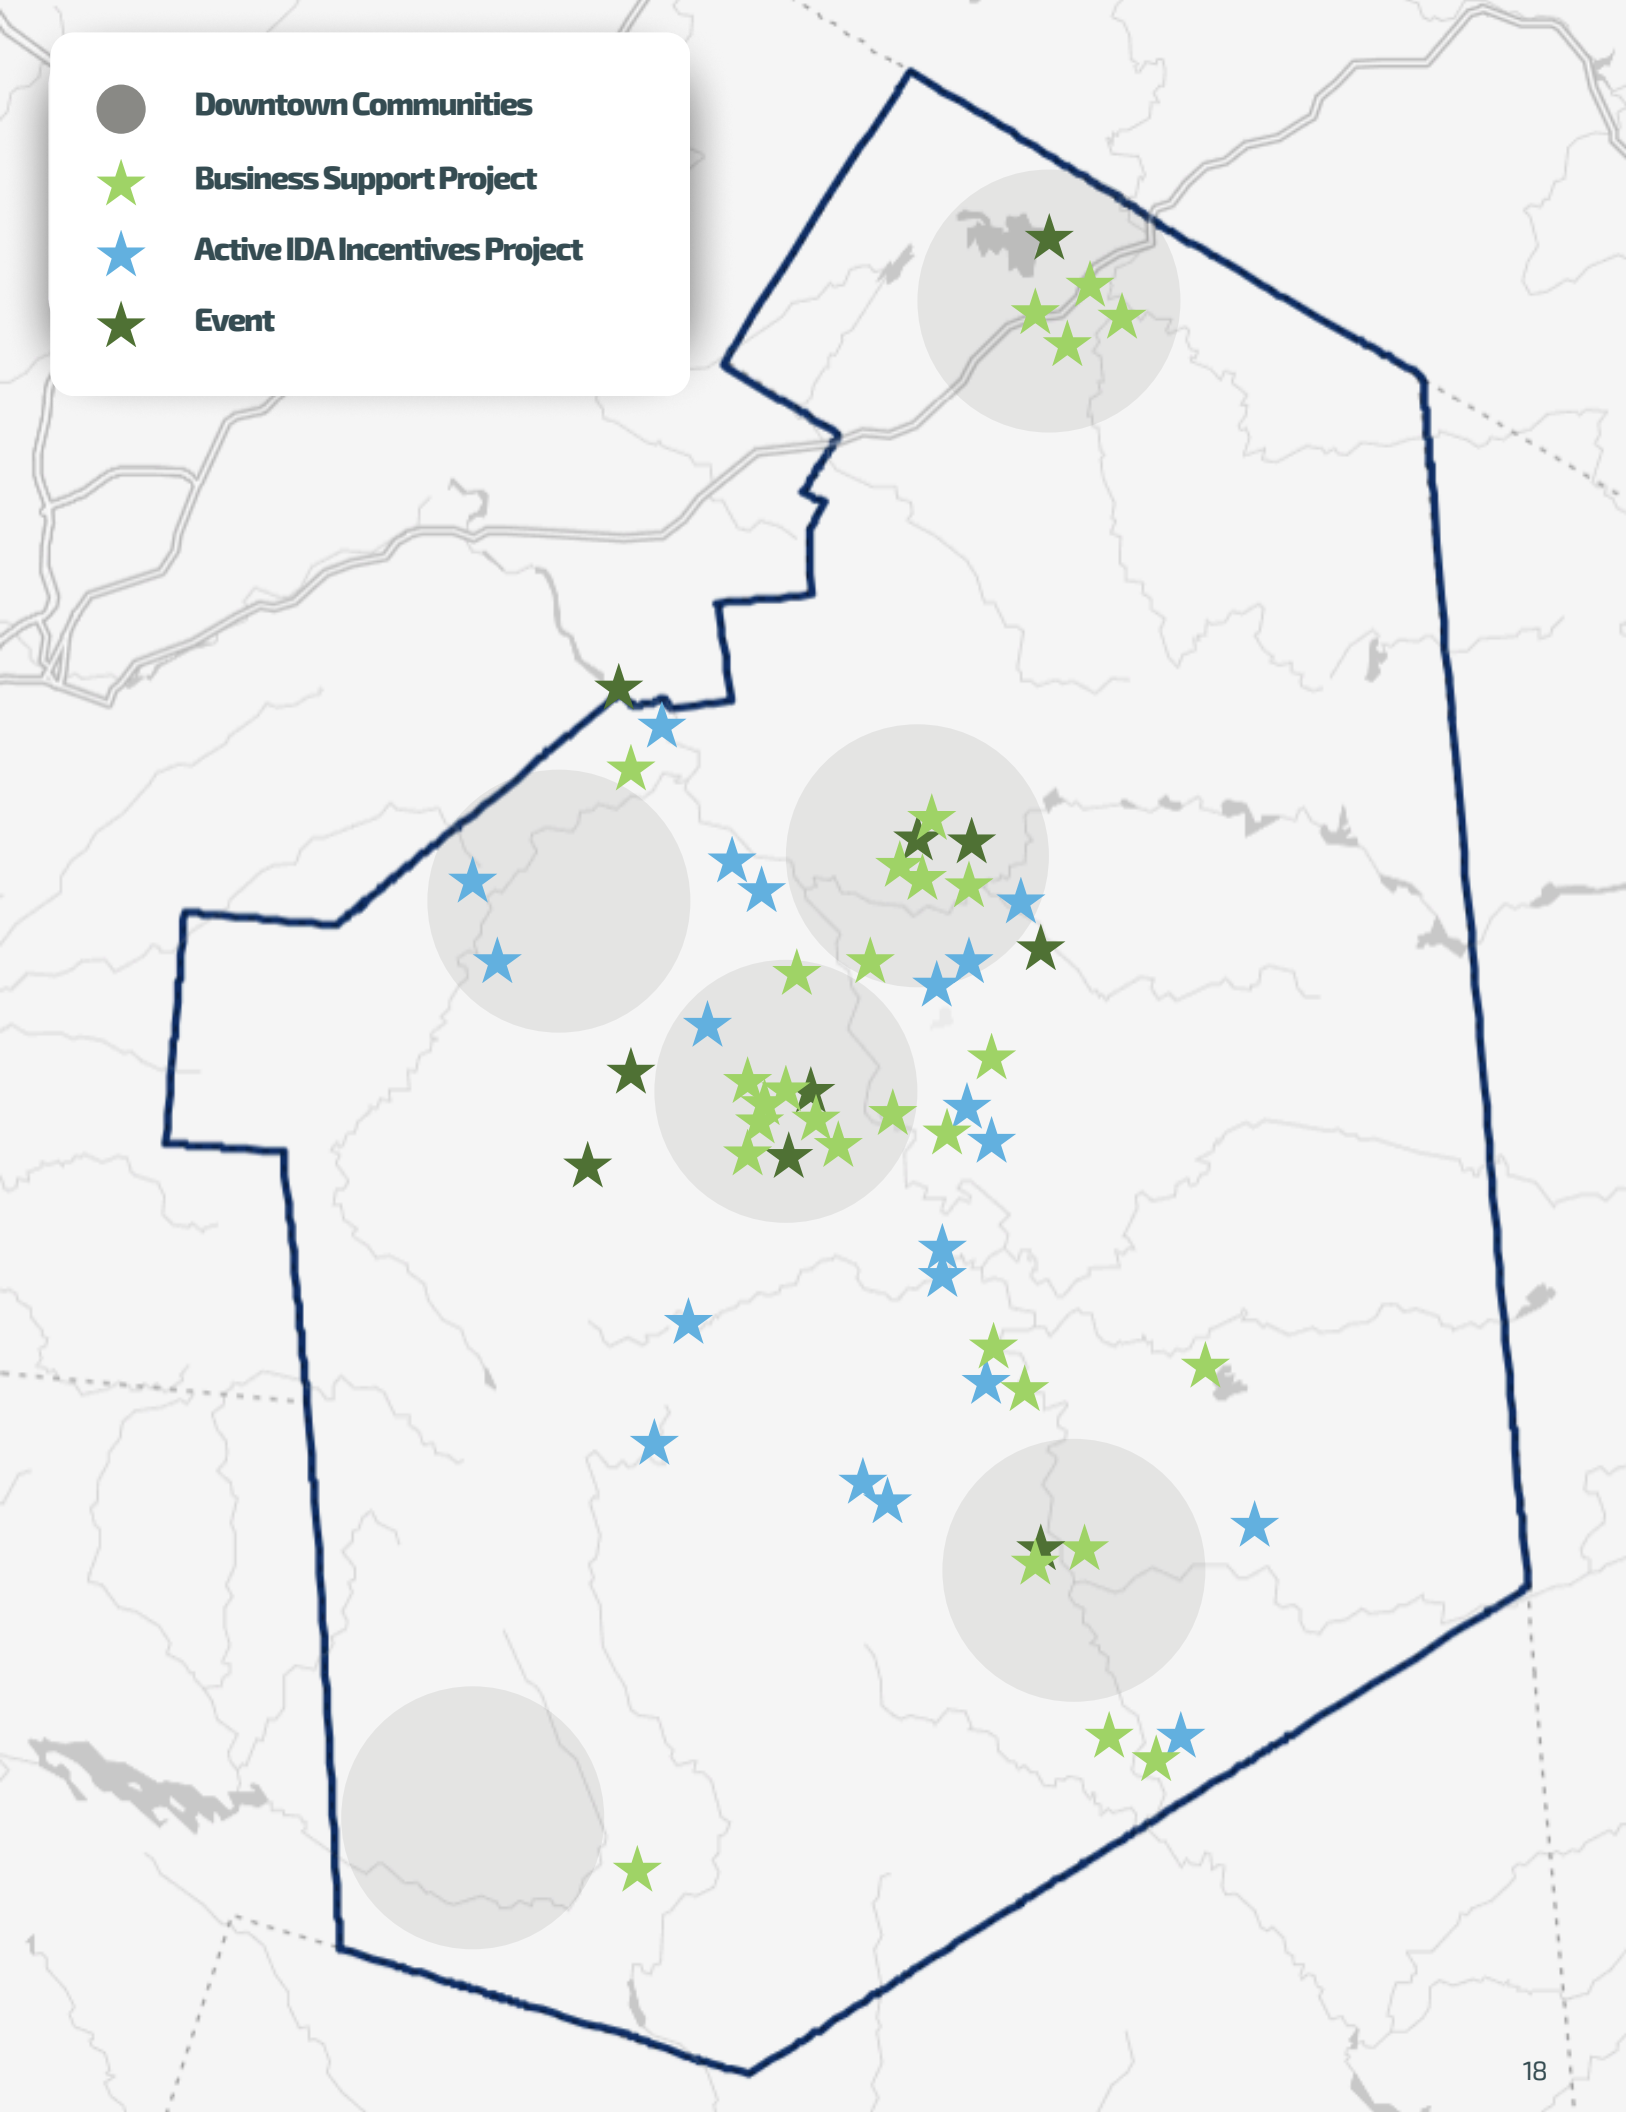 Downtown Communities
Business Support Project
Active IDA Incentives Project
Event
18